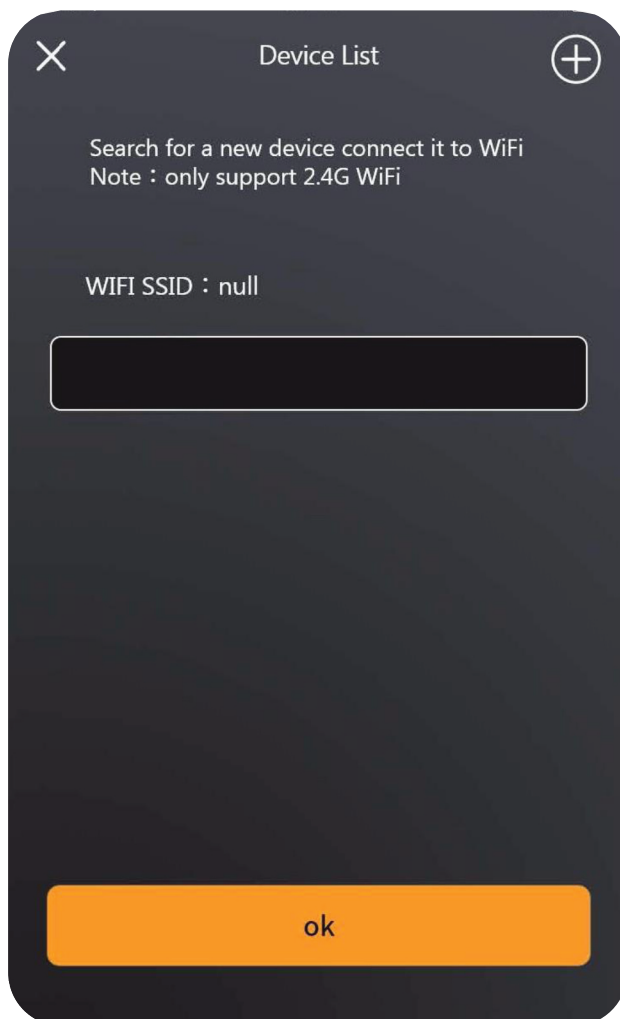 Device List
Search for a new device connect it to WiFi
Note：only support 2.4G WiFi
WIFI SSID：null
ok